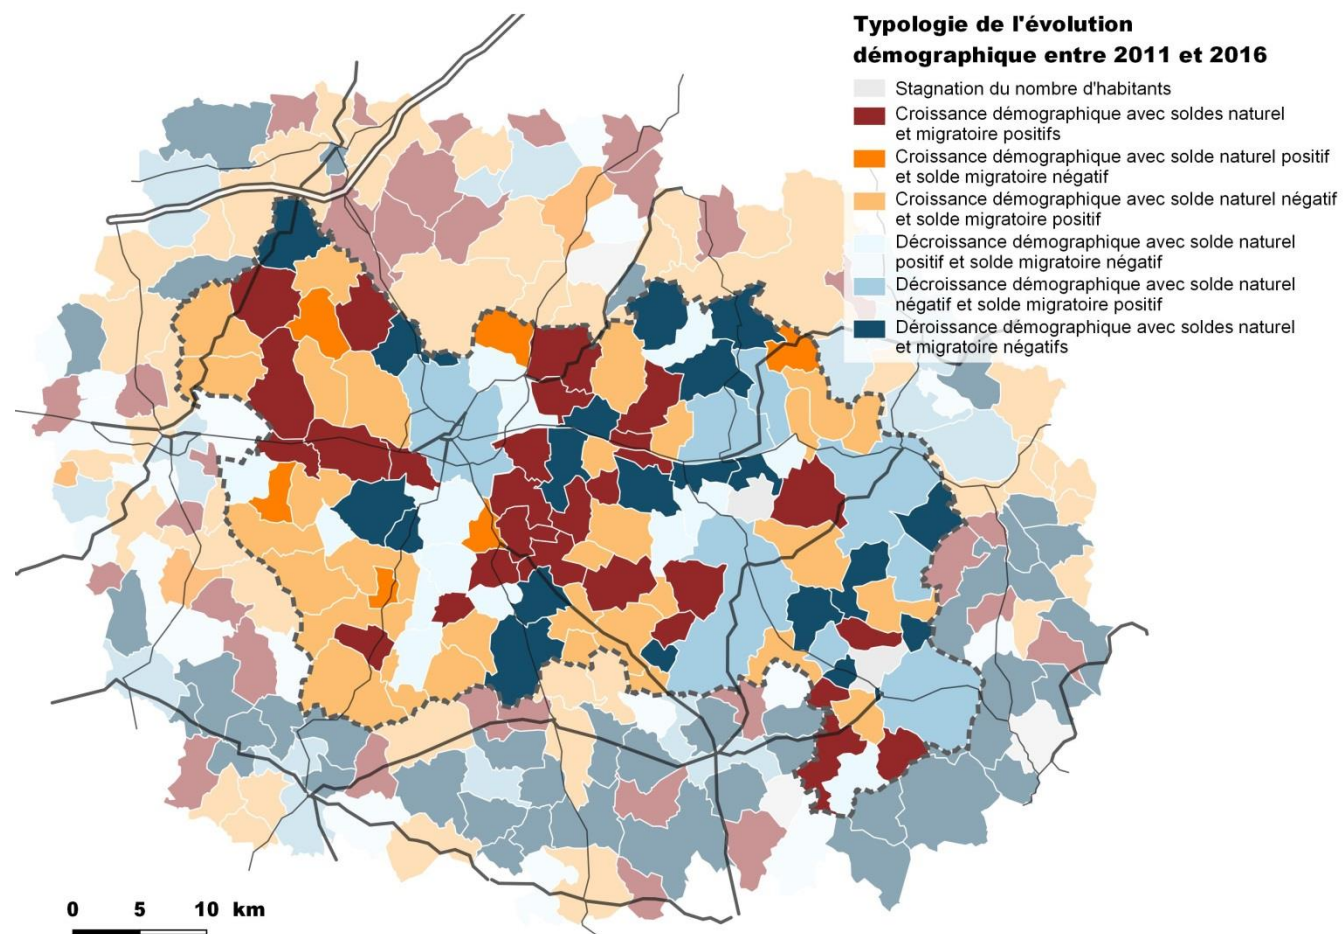 Typologie de l'évolution
démographique entre 2011 et 2016
Stagnation du nombre d'habitants
Croissance démographique avec soldes naturel
et migratoire positifs
Croissance démographique avec solde naturel positif
et solde migratoire négatif
Croissance démographique avec solde naturel négatif
et solde migratoire positif
Décroissance démographique avec solde naturel
positif et solde migratoire négatif
Décroissance démographique avec solde naturel
négatif et solde migratoire positif
Déroissance démographique avec soldes naturel
et migratoire négatifs
0 5 10 km